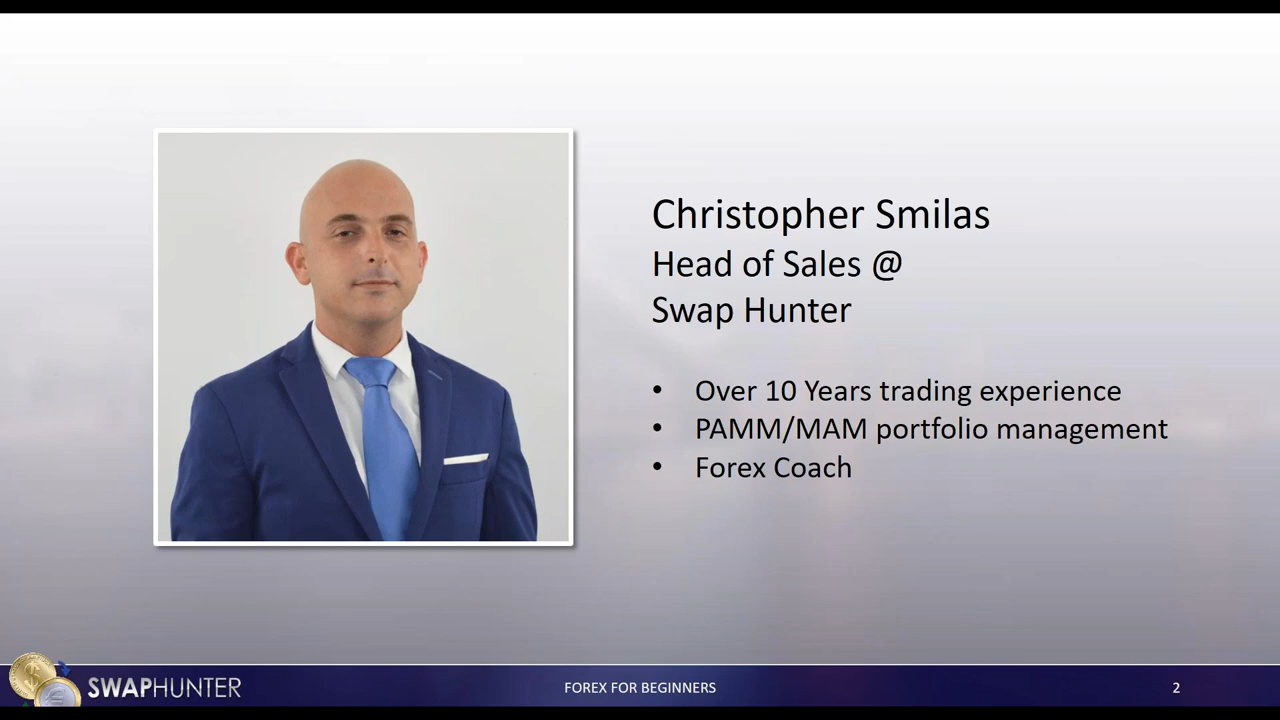 Christopher Smilas
Head of Sales @
Swap Hunter
• Over 10 Years trading experience
• PAMM/MAM portfolio management
• Forex Coach
SWAPHUNTER
FOREX FOR BEGINNERS
2